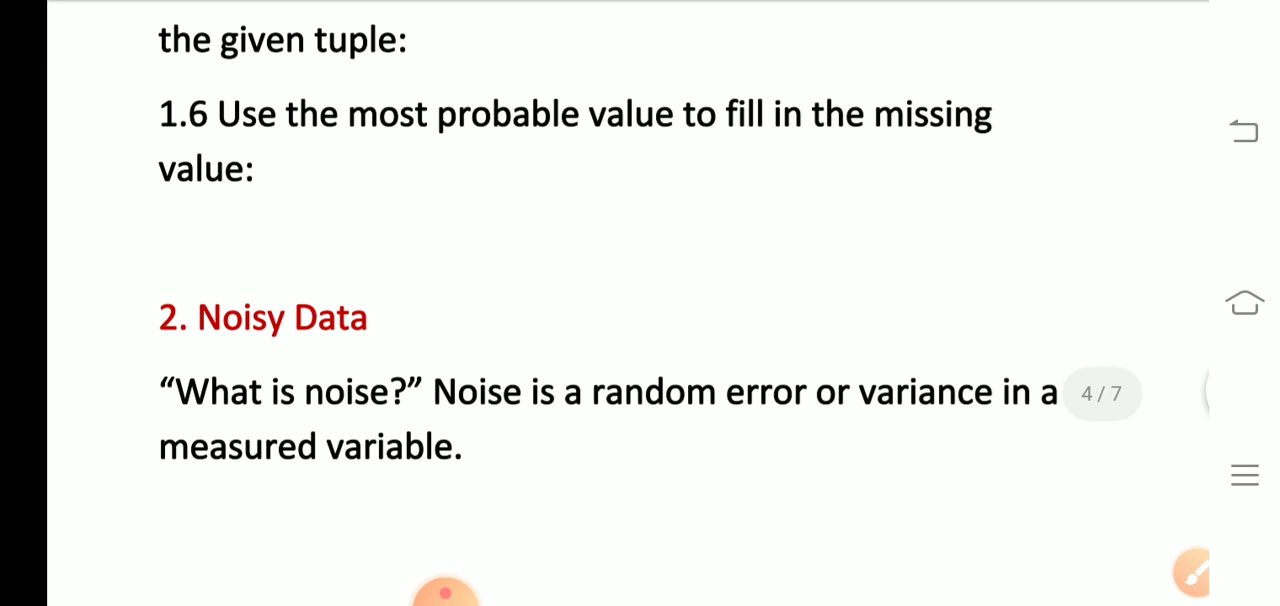 the given tuple:
1.6 Use the most probable value to fill in the missing
value:
2. Noisy Data
“What is noise?” Noise is a random error or variance in a
4 / 7
measured variable.